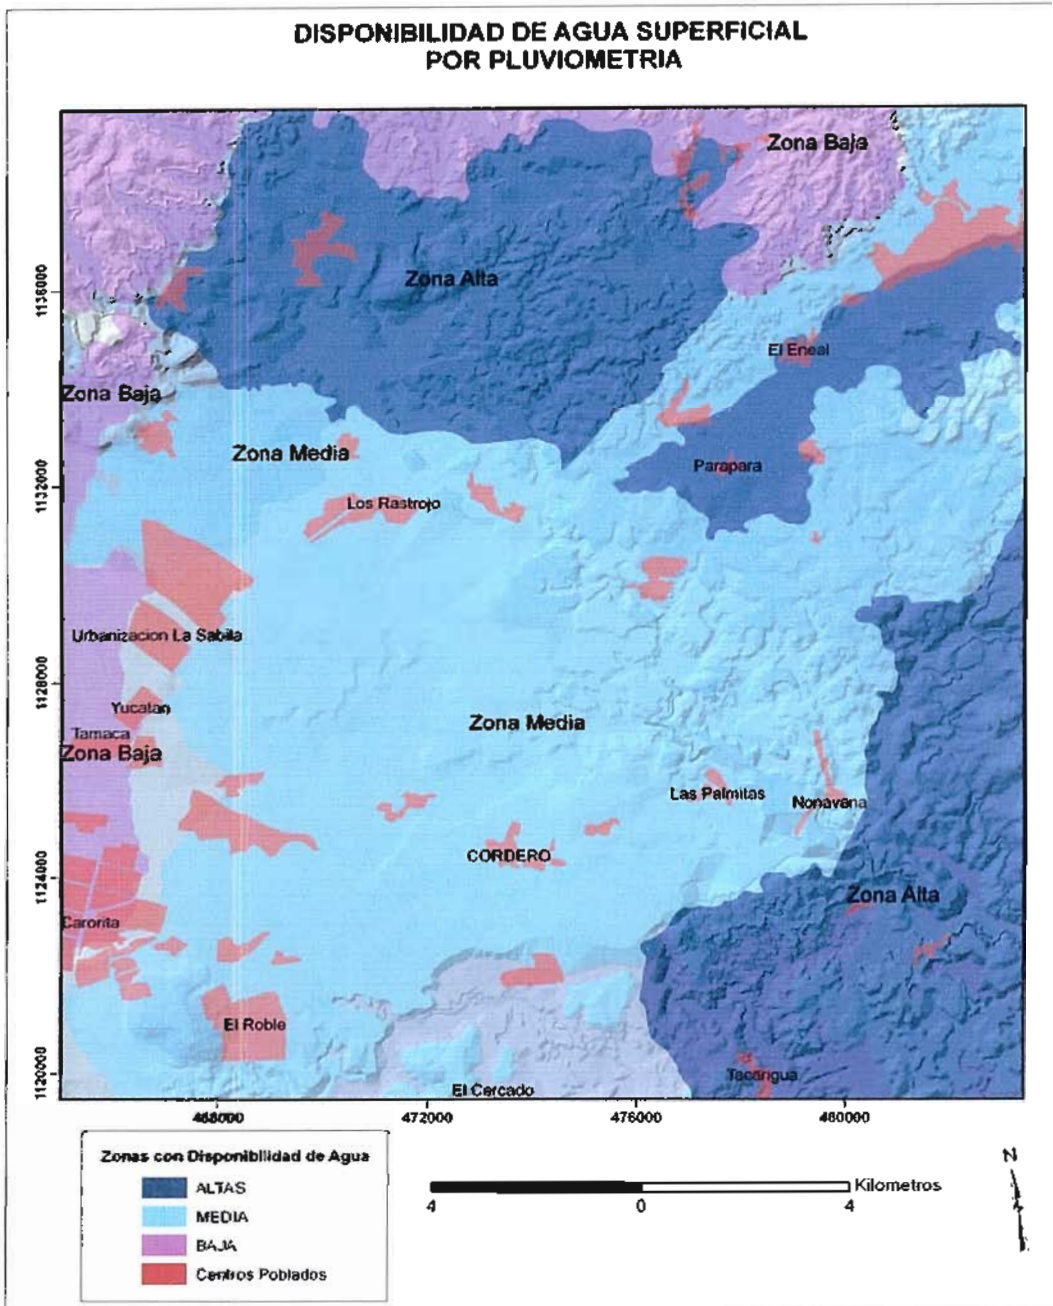 DISPONIBILIDAD DE AGUA SUPERFICIAL
POR PLUVIOMETRIA
Zona Baja
Zona Alta
1136000
El Eneal
Zona Baja
Zona Media
Parapara
1132000
Los Rastrojo
Urbanizacion La Sabila
1128000
Yucatan
Zona Media
Tamaca
Zona Baja
Las Palmitas
Nonavana
CORDERO
1124000
Zona Alta
Carorita
El Roble
1120000
Tacarigua
El Cercado
468000
472000
476000
480000
Zonas con Disponibilidad de Agua
ALTAS
MEDIA
BAJA
Centros Poblados
4
0
4
Kilometros
N